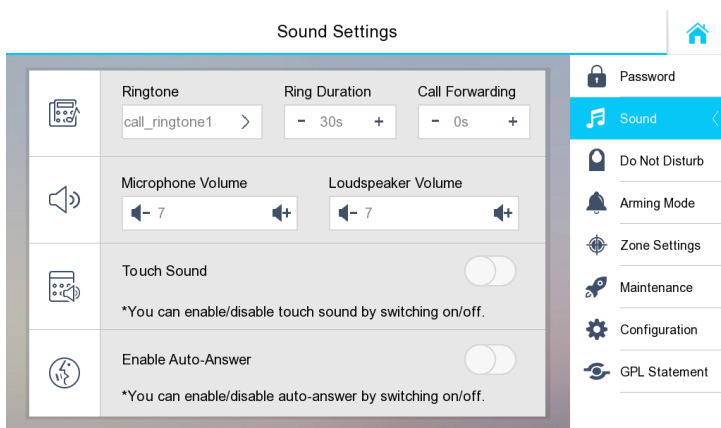 Sound Settings
Ringtone
Ring Duration
Call Forwarding
call_ringtone1
- 30s +
- 0s +
Microphone Volume
Loudspeaker Volume
- 7 +
- 7 +
Touch Sound
*You can enable/disable touch sound by switching on/off.
Enable Auto-Answer
*You can enable/disable auto-answer by switching on/off.
Password
Sound
Do Not Disturb
Arming Mode
Zone Settings
Maintenance
Configuration
GPL Statement